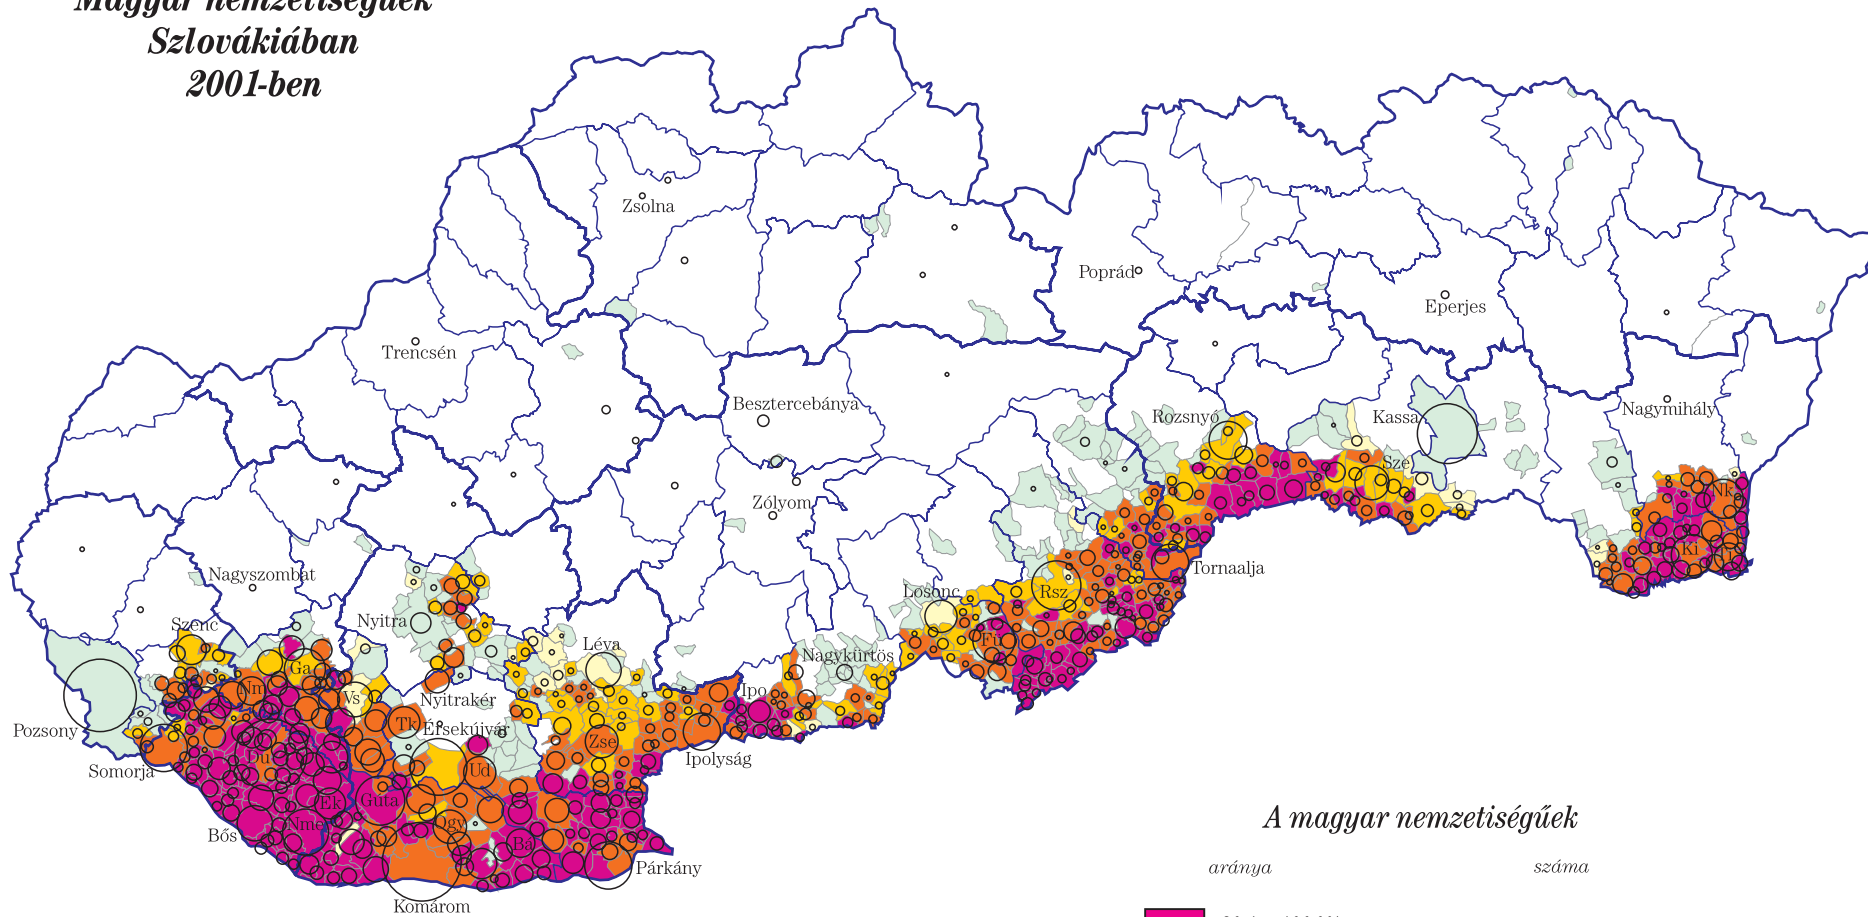 Magyar nemzetiségűek
Szlovákiában
2001-ben
Zsolna
Poprád
Eperjes
Trencsén
Besztercebánya
Rozsnyó
Kassa
Nagymihály
Sze
Zólyom
Nk
Nagyszombat
Kf
Tornaalja
Losonc
Rsz
Nyitra
Szenc
Fü
Léva
Nagykürtös
Ga
Nm
Vs
Nyitrakér
Ipo
Tk
Érsekújvár
Pozsony
Zse
Ipolyság
Somorja
Du
Ud
Ek
Guta
A magyar nemzetiségűek
Nme
Ogy
Bős
Ba
aránya
száma
Párkány
Komárom